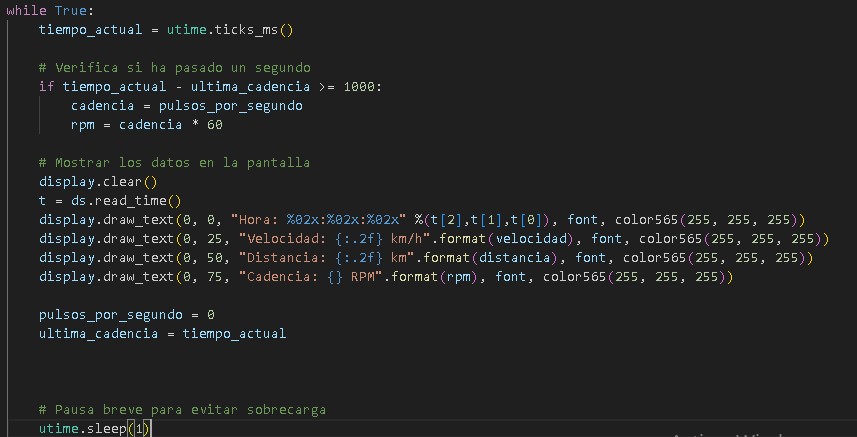 while True:
    tiempo_actual = utime.ticks_ms()
    # Verifica si ha pasado un segundo
    if tiempo_actual - ultima_cadencia >= 1000:
        cadencia = pulsos_por_segundo
        rpm = cadencia * 60
    # Mostrar los datos en la pantalla
    display.clear()
    t = ds.read_time()
    display.draw_text(0, 0, "Hora: %02x:%02x:%02x" %(t[2],t[1],t[0]), font, color565(255, 255, 255))
    display.draw_text(0, 25, "Velocidad: {:.2f} km/h".format(velocidad), font, color565(255, 255, 255))
    display.draw_text(0, 50, "Distancia: {:.2f} km".format(distancia), font, color565(255, 255, 255))
    display.draw_text(0, 75, "Cadencia: {} RPM".format(rpm), font, color565(255, 255, 255))
    pulsos_por_segundo = 0
    ultima_cadencia = tiempo_actual
    # Pausa breve para evitar sobrecarga
    utime.sleep(1)